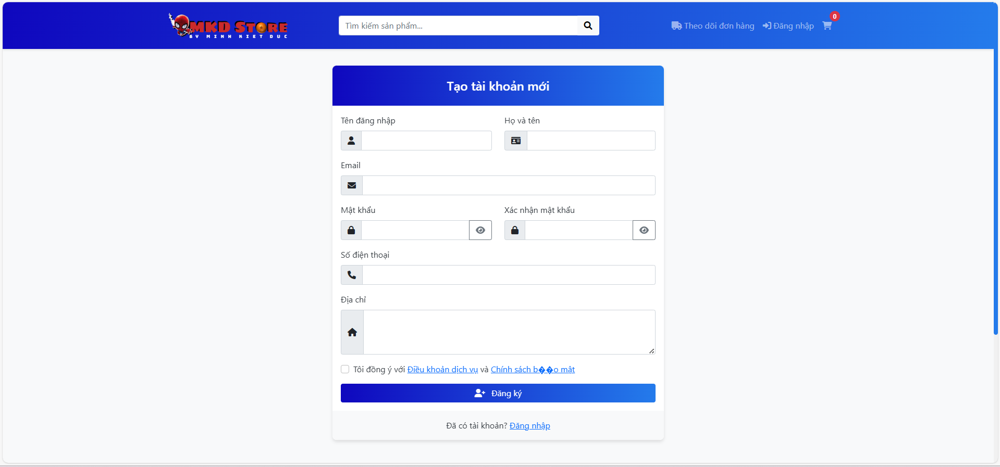 MKD STORE
BY MINH KIET DUC
Tìm kiếm sản phẩm...
Theo dõi đơn hàng
Đăng nhập
0
Tạo tài khoản mới
Tên đăng nhập
Họ và tên
Email
Mật khẩu
Xác nhận mật khẩu
Số điện thoại
Địa chỉ
Tôi đồng ý với Điều khoản dịch vụ và Chính sách b��o mật
Đăng ký
Đã có tài khoản? Đăng nhập